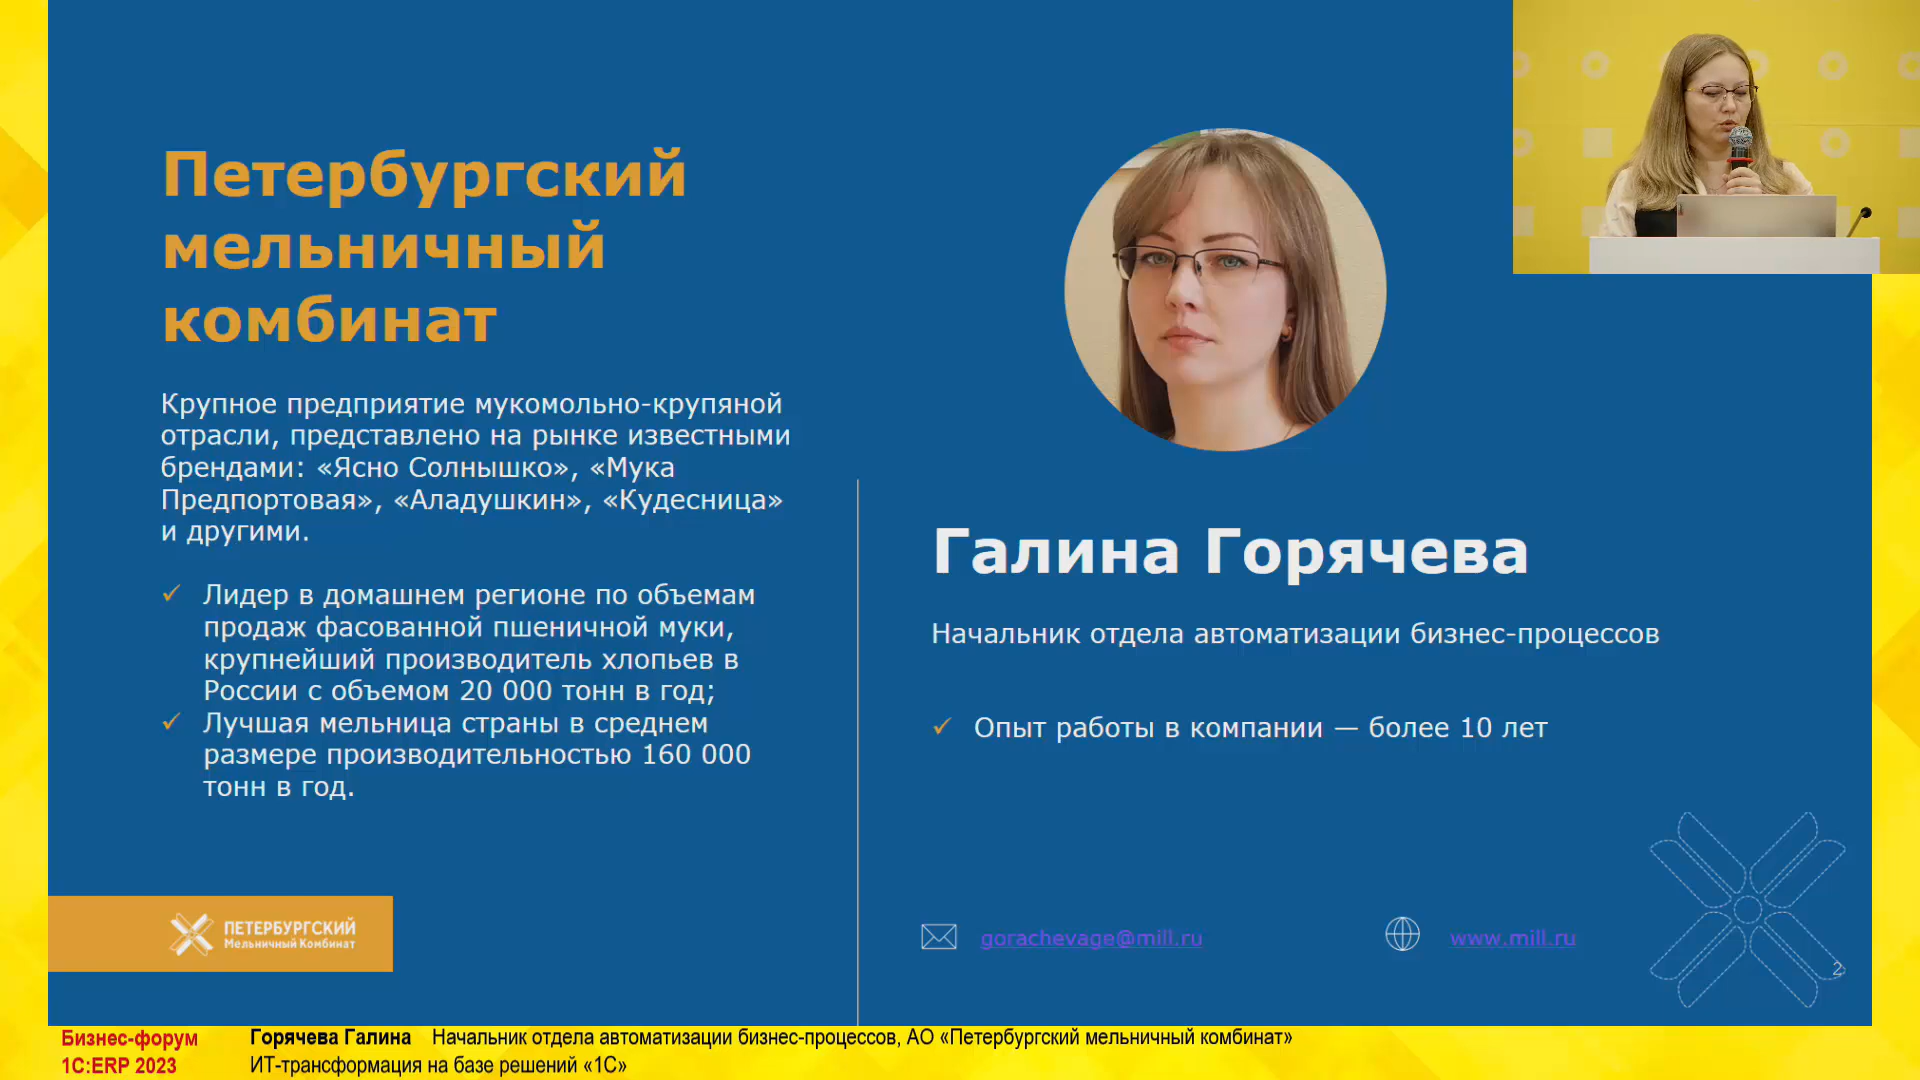 Петербургский
мельничный
комбинат
Крупное предприятие мукомольно-крупяной
отрасли, представлено на рынке известными
брендами: «Ясно Солнышко», «Мука
Предпортовая», «Аладушкин», «Кудесница»
и другими.
✓ Лидер в домашнем регионе по объемам
продаж фасованной пшеничной муки,
крупнейший производитель хлопьев в
России с объемом 20 000 тонн в год;
✓ Лучшая мельница страны в среднем
размере производительностью 160 000
тонн в год.
ПЕТЕРБУРГСКИЙ
Мельничный Комбинат
Галина Горячева
Начальник отдела автоматизации бизнес-процессов
✓ Опыт работы в компании — более 10 лет
gorachevage@mill.ru
www.mill.ru
2
Бизнес-форум
1С:ERP 2023
Горячева Галина Начальник отдела автоматизации бизнес-процессов, АО «Петербургский мельничный комбинат»
ИТ-трансформация на базе решений «1С»